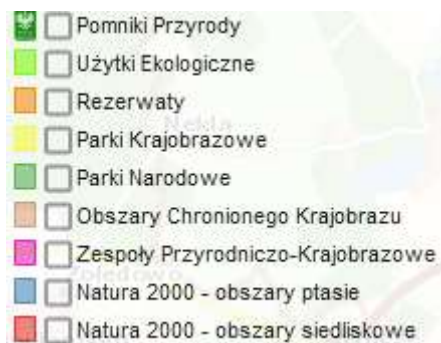 Pomniki Przyrody
Użytki Ekologiczne
Rezerwaty
Nekla
Parki Krajobrazowe
Parki Narodowe
Obszary Chronionego Krajobrazu
Zespoły Przyrodniczo-Krajobrazowe
Natura 2000 - obszary ptasie
Natura 2000 - obszary siedliskowe